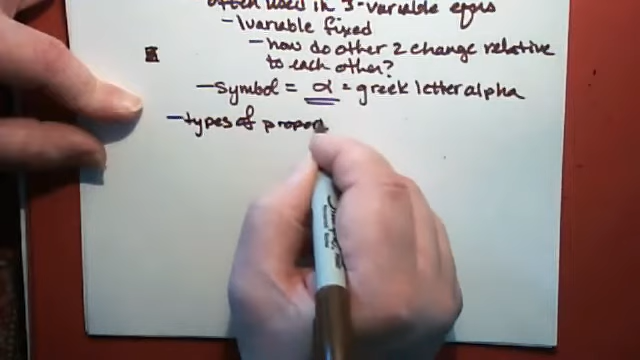 often used in 3-variable eqns
- 1 variable fixed
- how do other 2 change relative
to each other?
- symbol = α = greek letter alpha
- types of propor